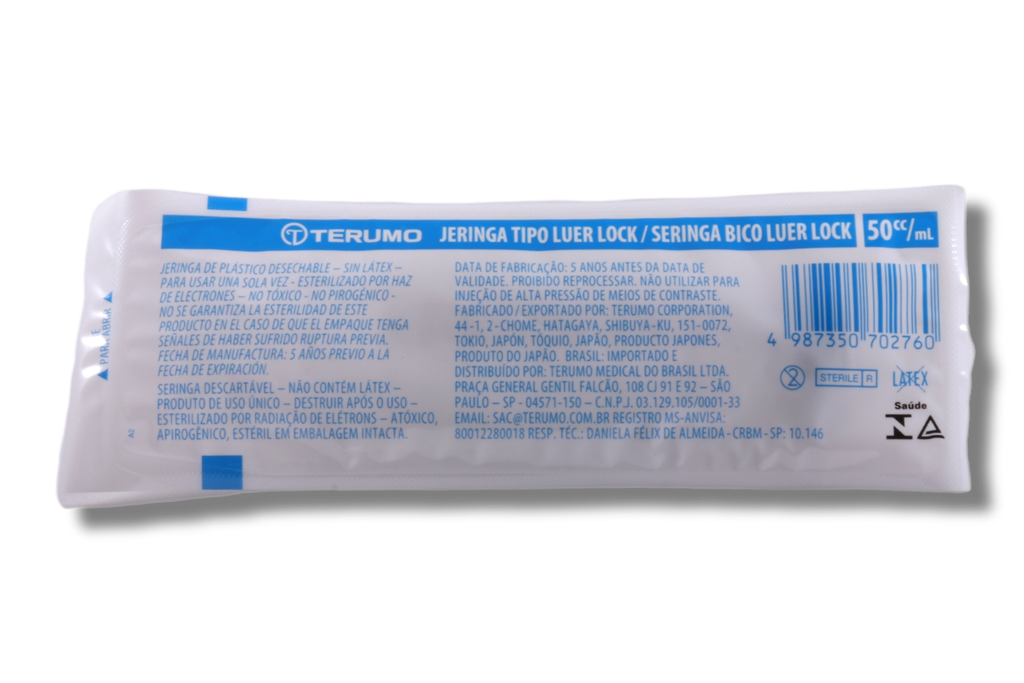 TERUMO JERINGA TIPO LUER LOCK / SERINGA BICO LUER LOCK 50cc/mL
JERINGA DE PLÁSTICO DESECHABLE – SIN LÁTEX –
PARA USAR UNA SOLA VEZ - ESTERILIZADO POR HAZ
DE ELECTRONES – NO TÓXICO - NO PIROGÉNICO -
NO SE GARANTIZA LA ESTERILIDAD DE ESTE
PRODUCTO EN EL CASO DE QUE EL EMPAQUE TENGA
SEÑALES DE HABER SUFRIDO RUPTURA PREVIA.
FECHA DE MANUFACTURA: 5 AÑOS PREVIO A LA
FECHA DE EXPIRACIÓN.
SERINGA DESCARTÁVEL – NÃO CONTÉM LÁTEX –
PRODUTO DE USO ÚNICO – DESTRUIR APÓS O USO –
ESTERILIZADO POR RADIAÇÃO DE ELÉTRONS – ATÓXICO,
APIROGÊNICO, ESTÉRIL EM EMBALAGEM INTACTA.
DATA DE FABRICAÇÃO: 5 ANOS ANTES DA DATA DE
VALIDADE. PROIBIDO REPROCESSAR. NÃO UTILIZAR PARA
INJEÇÃO DE ALTA PRESSÃO DE MEIOS DE CONTRASTE.
FABRICADO / EXPORTADO POR: TERUMO CORPORATION,
44 -1, 2 - CHOME, HATAGAYA, SHIBUYA - KU, 151- 0072,
TOKIO, JAPÓN, TÓQUIO, JAPÃO, PRODUCTO JAPONES,
PRODUTO DO JAPÃO. BRASIL: IMPORTADO E
DISTRIBUÍDO POR: TERUMO MEDICAL DO BRASIL LTDA.
PRAÇA GENERAL GENTIL FALCÃO, 108 CJ 91 E 92 – SÃO
PAULO – SP - 04571-150 – C.N.P.J. 03.129.105/0001-33
EMAIL: SAC@TERUMO.COM.BR REGISTRO MS-ANVISA:
80012280018 RESP. TÉC.: DANIELA FÉLIX DE ALMEIDA - CRBM - SP: 10.146
4 987350 702760
2 STERILE R LATEX
Saúde
A2